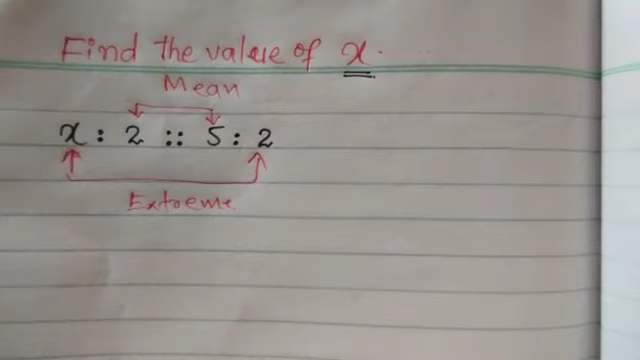 Find the value of x.
Mean
x : 2 :: 5 : 2
Extreme